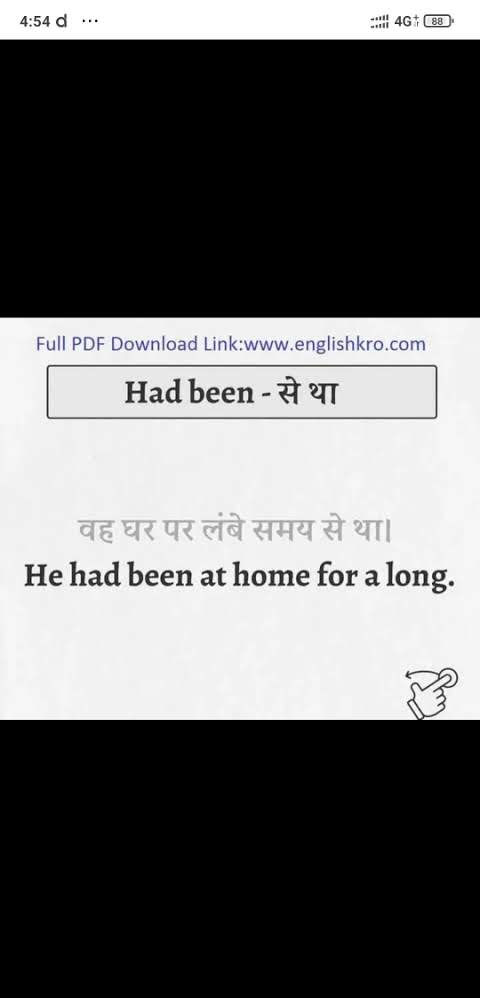 4:54 d ...
4G 88
Full PDF Download Link:www.englishkro.com
Had been - से था
वह घर पर लंबे समय से था।
He had been at home for a long.